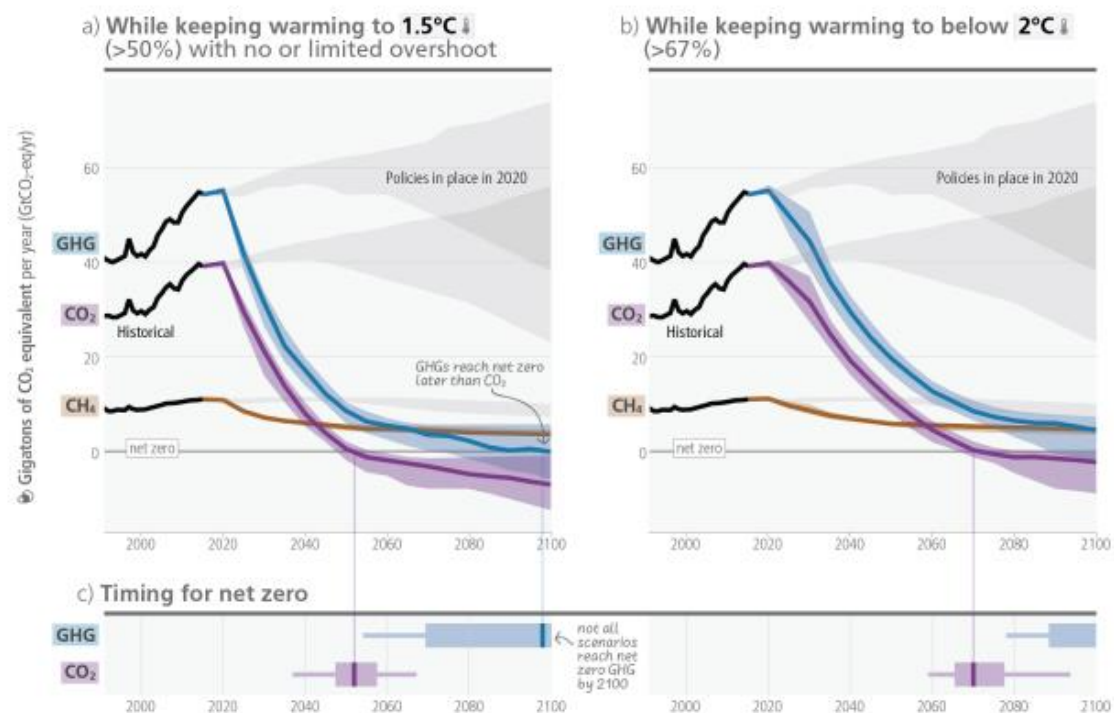 a) While keeping warming to 1.5°C
(>50%) with no or limited overshoot
b) While keeping warming to below 2°C
(>67%)
Gigatons of CO₂ equivalent per year (GtCO₂-eq/yr)
60
40
20
0
GHG
CO₂
CH₄
Policies in place in 2020
Historical
GHGs reach net zero
later than CO₂
net zero
2000 2020 2040 2060 2080 2100
60
40
20
0
GHG
CO₂
CH₄
Policies in place in 2020
Historical
net zero
2000 2020 2040 2060 2080 2100
c) Timing for net zero
GHG
CO₂
not all
scenarios
reach net
zero GHG
by 2100
2000 2020 2040 2060 2080 2100
2000 2020 2040 2060 2080 2100